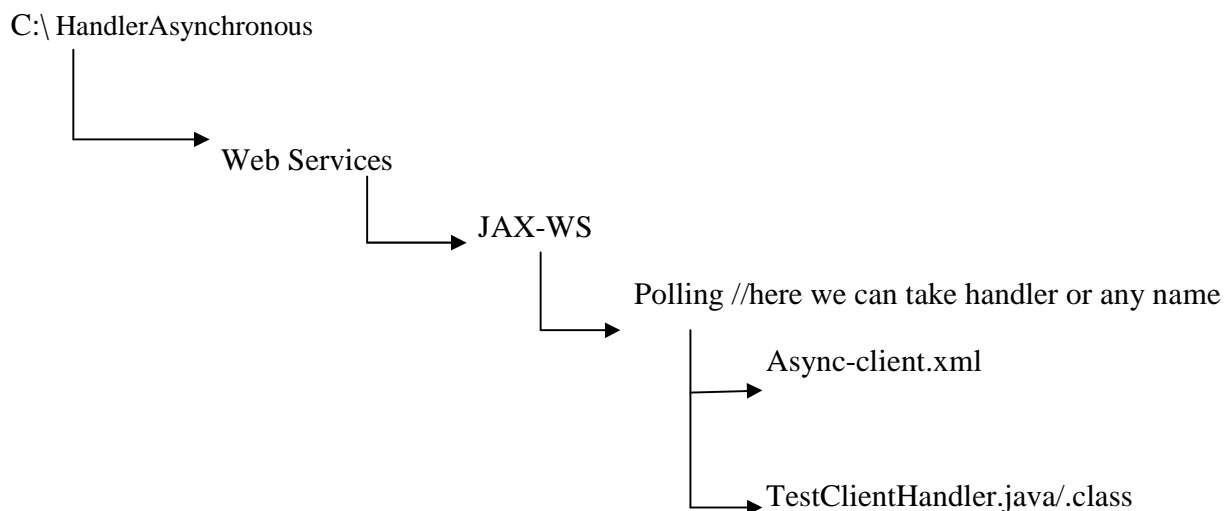 C:\ HandlerAsynchronous
Web Services
JAX-WS
Polling //here we can take handler or any name
Async-client.xml
TestClientHandler.java/.class